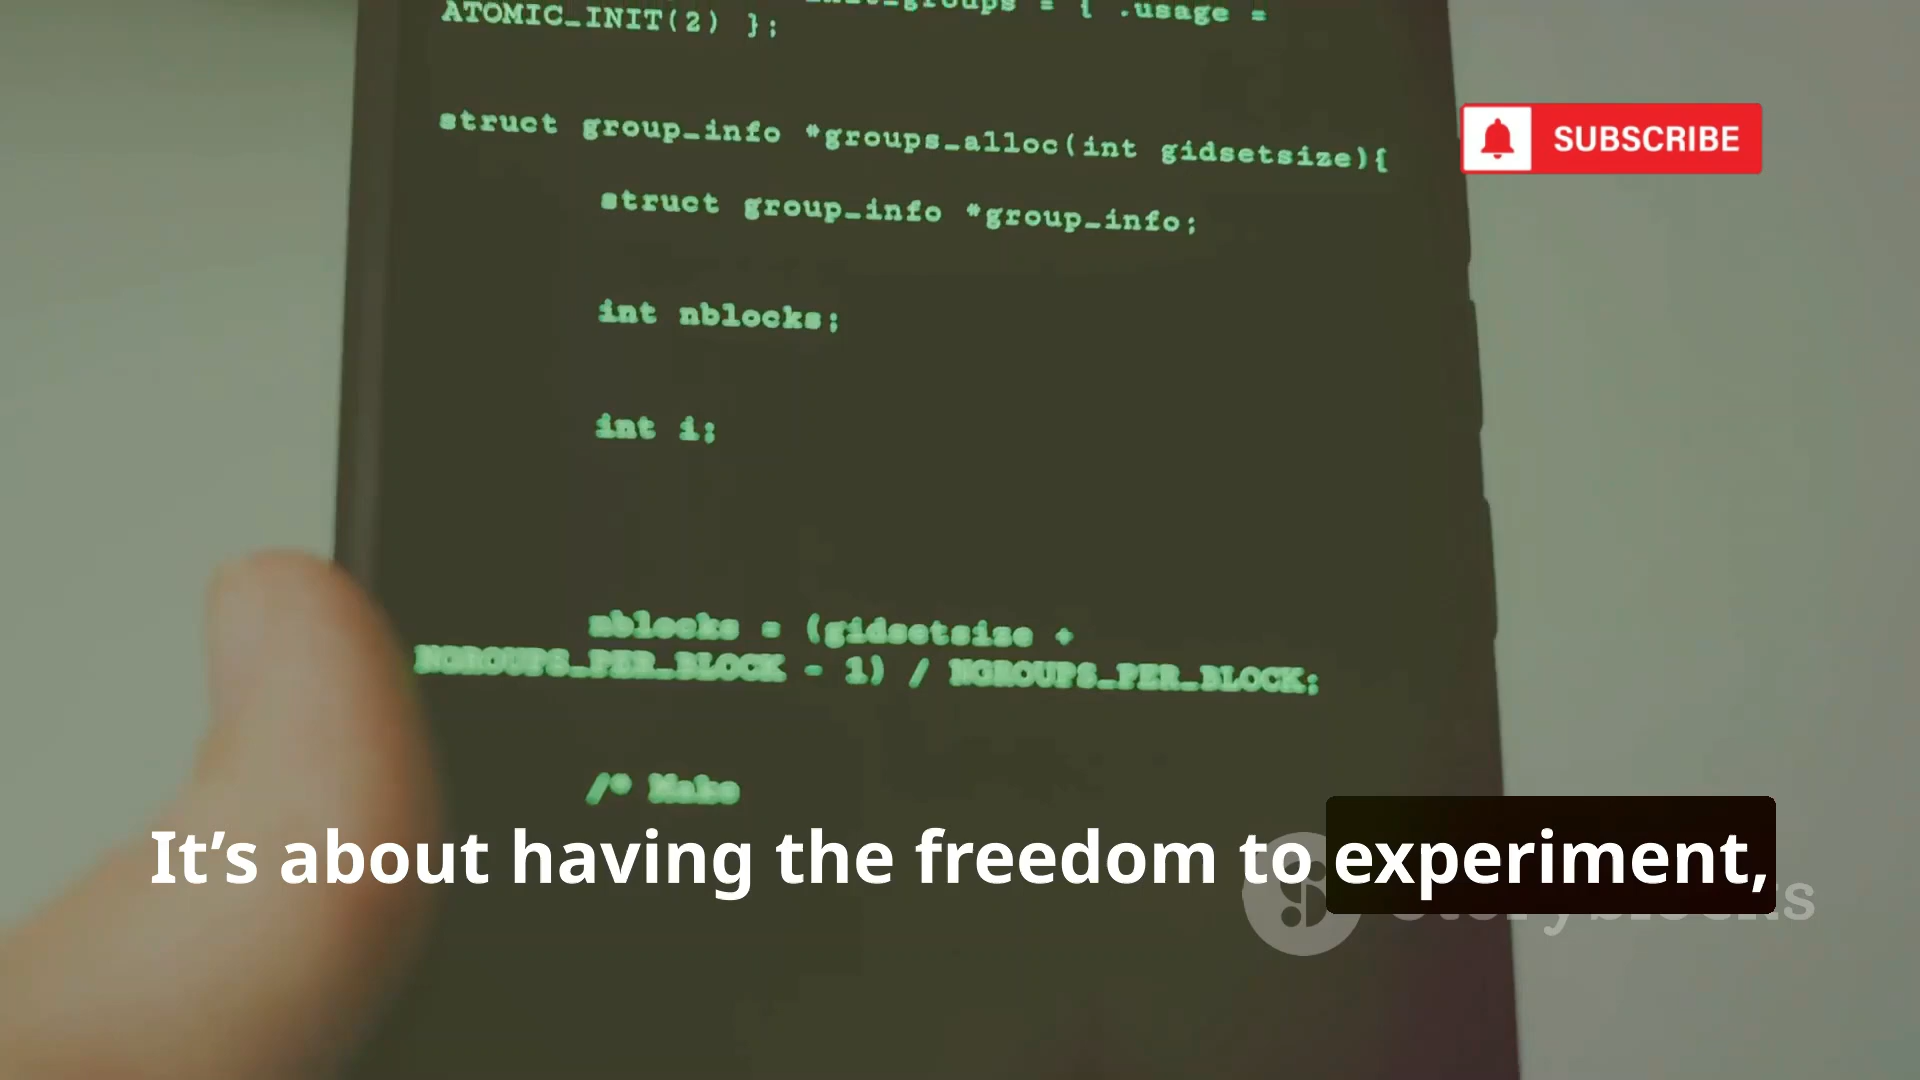 = { .usage =
ATOMIC_INIT(2) };
struct group_info *groups_alloc(int gidsetsize){
SUBSCRIBE
struct group_info *group_info;
int nblocks;
int i;
nblocks = (gidsetsize +
NGROUPS_PER_BLOCK - 1) / NGROUPS_PER_BLOCK;
/* Make
It’s about having the freedom to experiment,